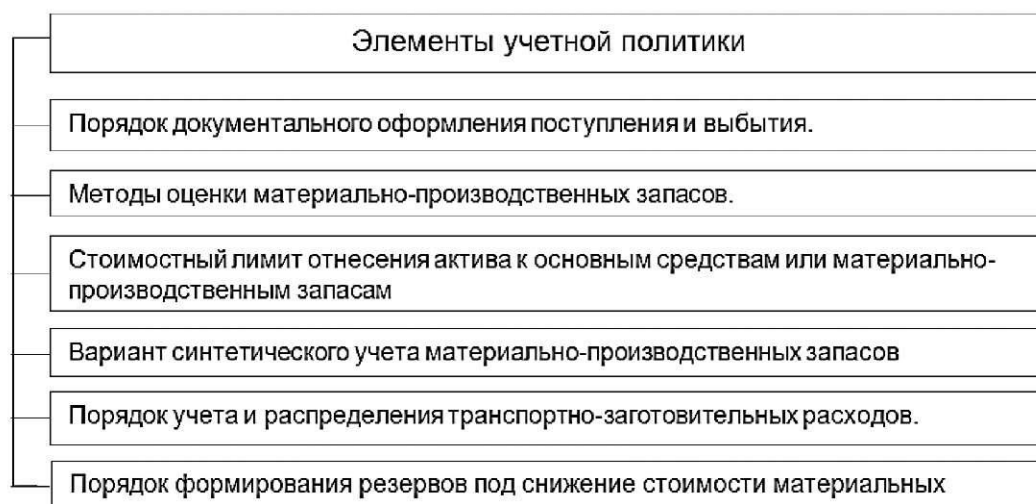 Элементы учетной политики
Порядок документального оформления поступления и выбытия.
Методы оценки материально-производственных запасов.
Стоимостный лимит отнесения актива к основным средствам или материально-
производственным запасам
Вариант синтетического учета материально-производственных запасов
Порядок учета и распределения транспортно-заготовительных расходов.
Порядок формирования резервов под снижение стоимости материальных